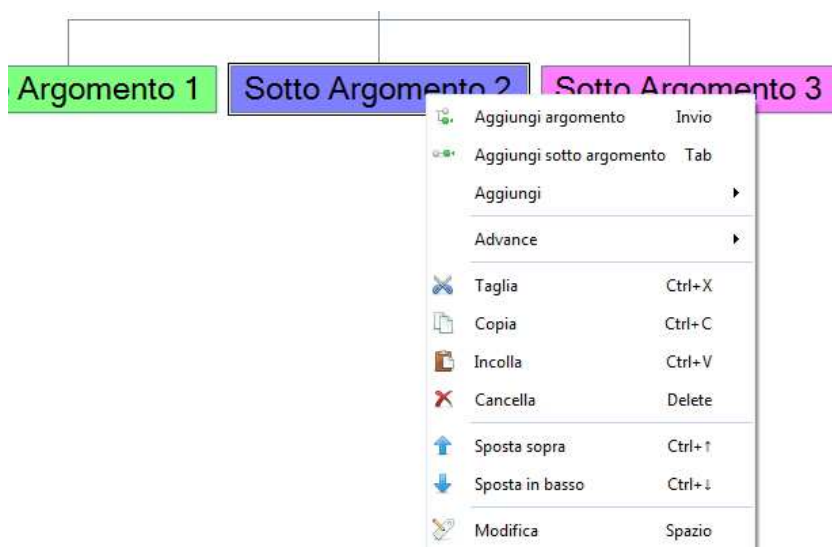 Argomento 1
Sotto Argomento 2
Sotto Argomento 3
Aggiungi argomento Invio
Aggiungi sotto argomento Tab
Aggiungi
Advance
Taglia Ctrl+X
Copia Ctrl+C
Incolla Ctrl+V
Cancella Delete
Sposta sopra Ctrl+↑
Sposta in basso Ctrl+↓
Modifica Spazio